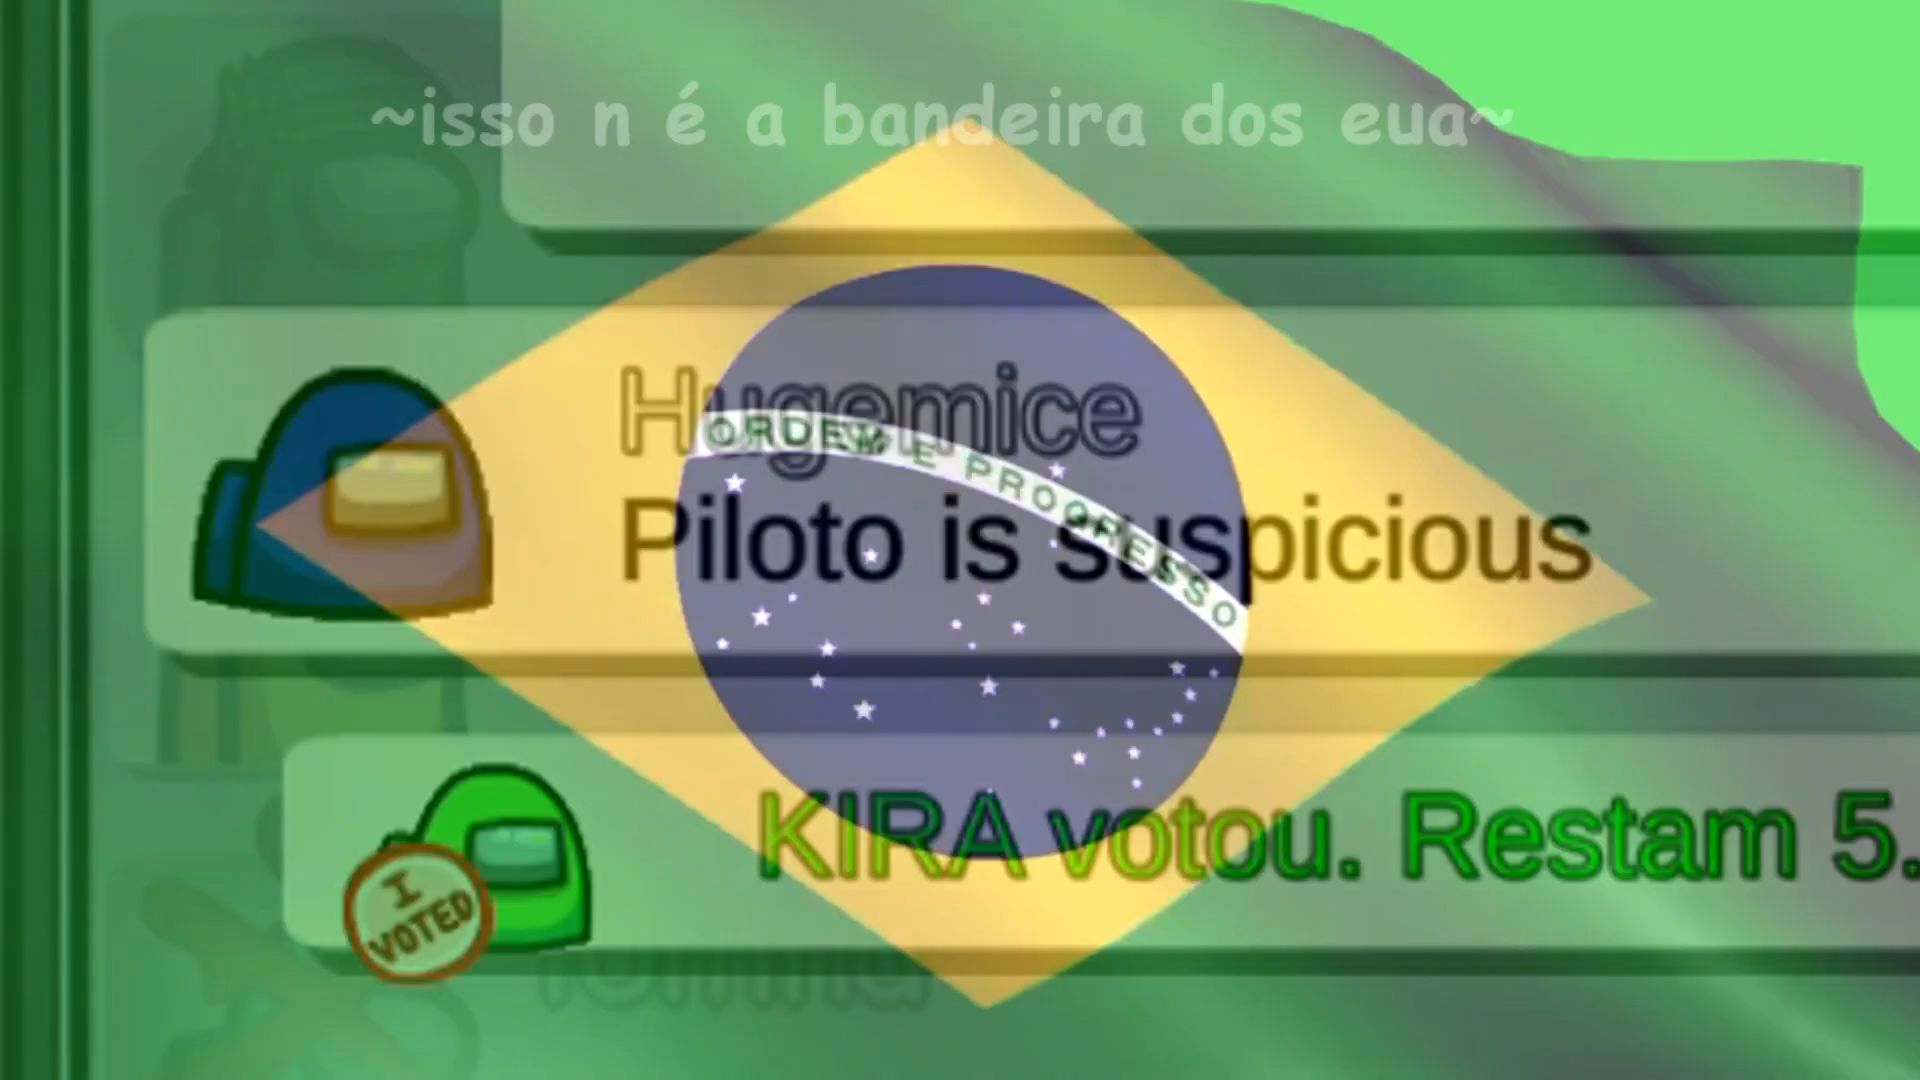 ~isso n é a bandeira dos eua~
Hugemice
ORDEM E PROGRESSO
Piloto is suspicious
KIRA votou. Restam 5.
I
VOTED